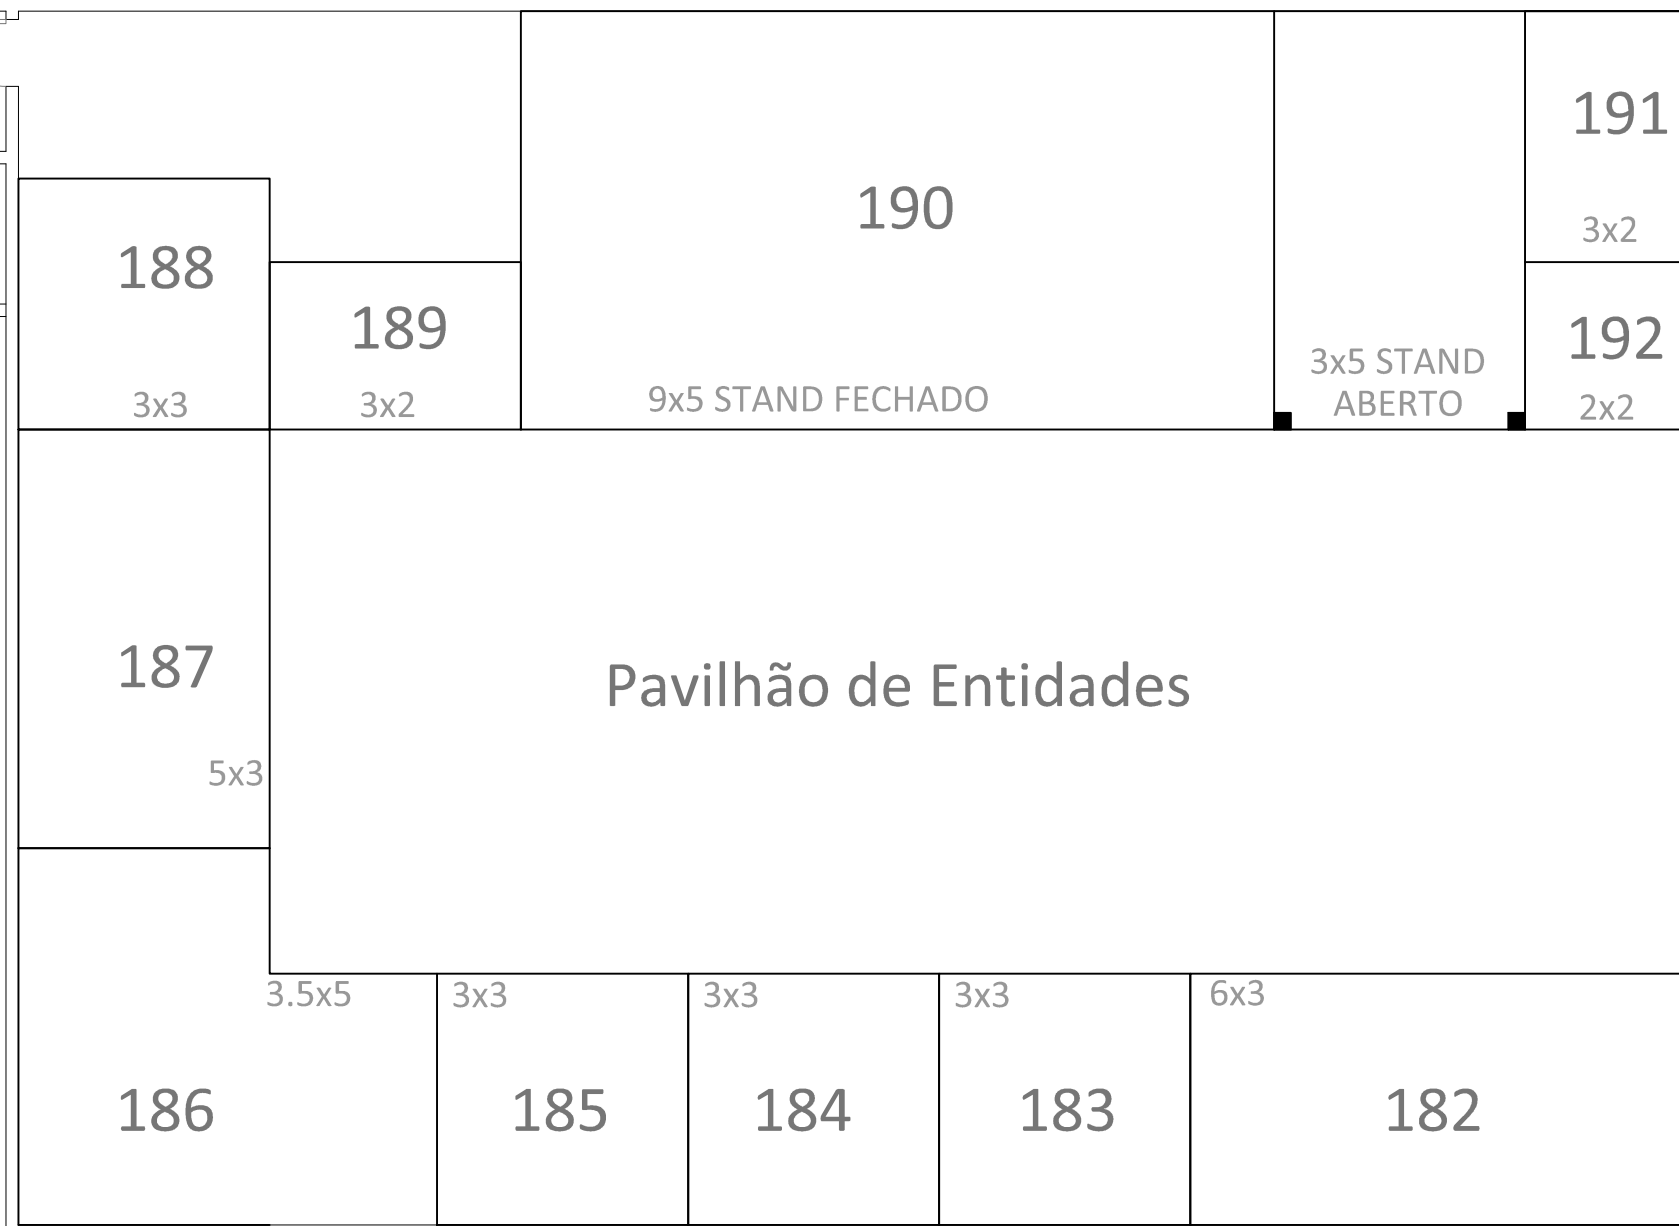 191
190
3x2
188
189
192
3x5 STAND
ABERTO
9x5 STAND FECHADO
3x3
3x2
2x2
187
Pavilhão de Entidades
5x3
3.5x5
3x3
3x3
3x3
6x3
186
185
184
183
182